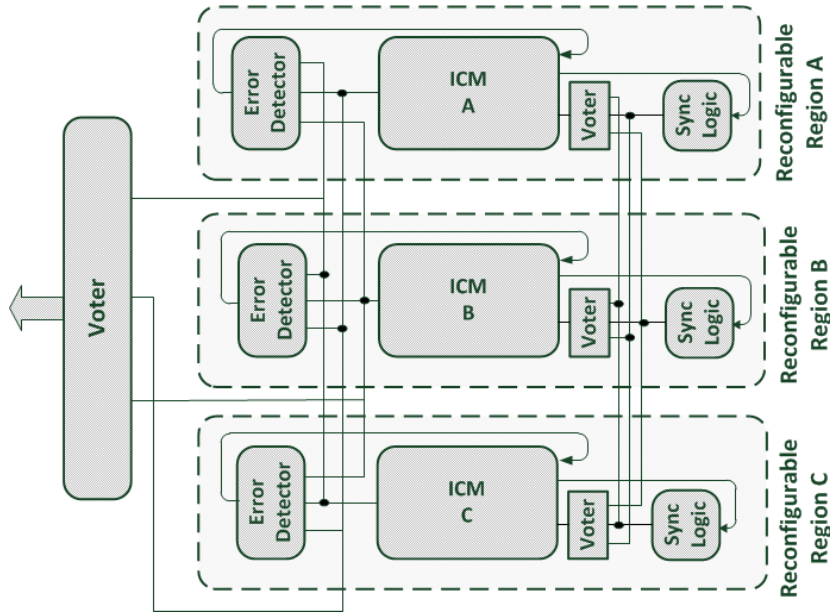 Error
Detector
ICM
A
Voter
Sync
Logic
Reconfigurable
Region A
Voter
Error
Detector
ICM
B
Voter
Sync
Logic
Reconfigurable
Region B
Error
Detector
ICM
C
Voter
Sync
Logic
Reconfigurable
Region C